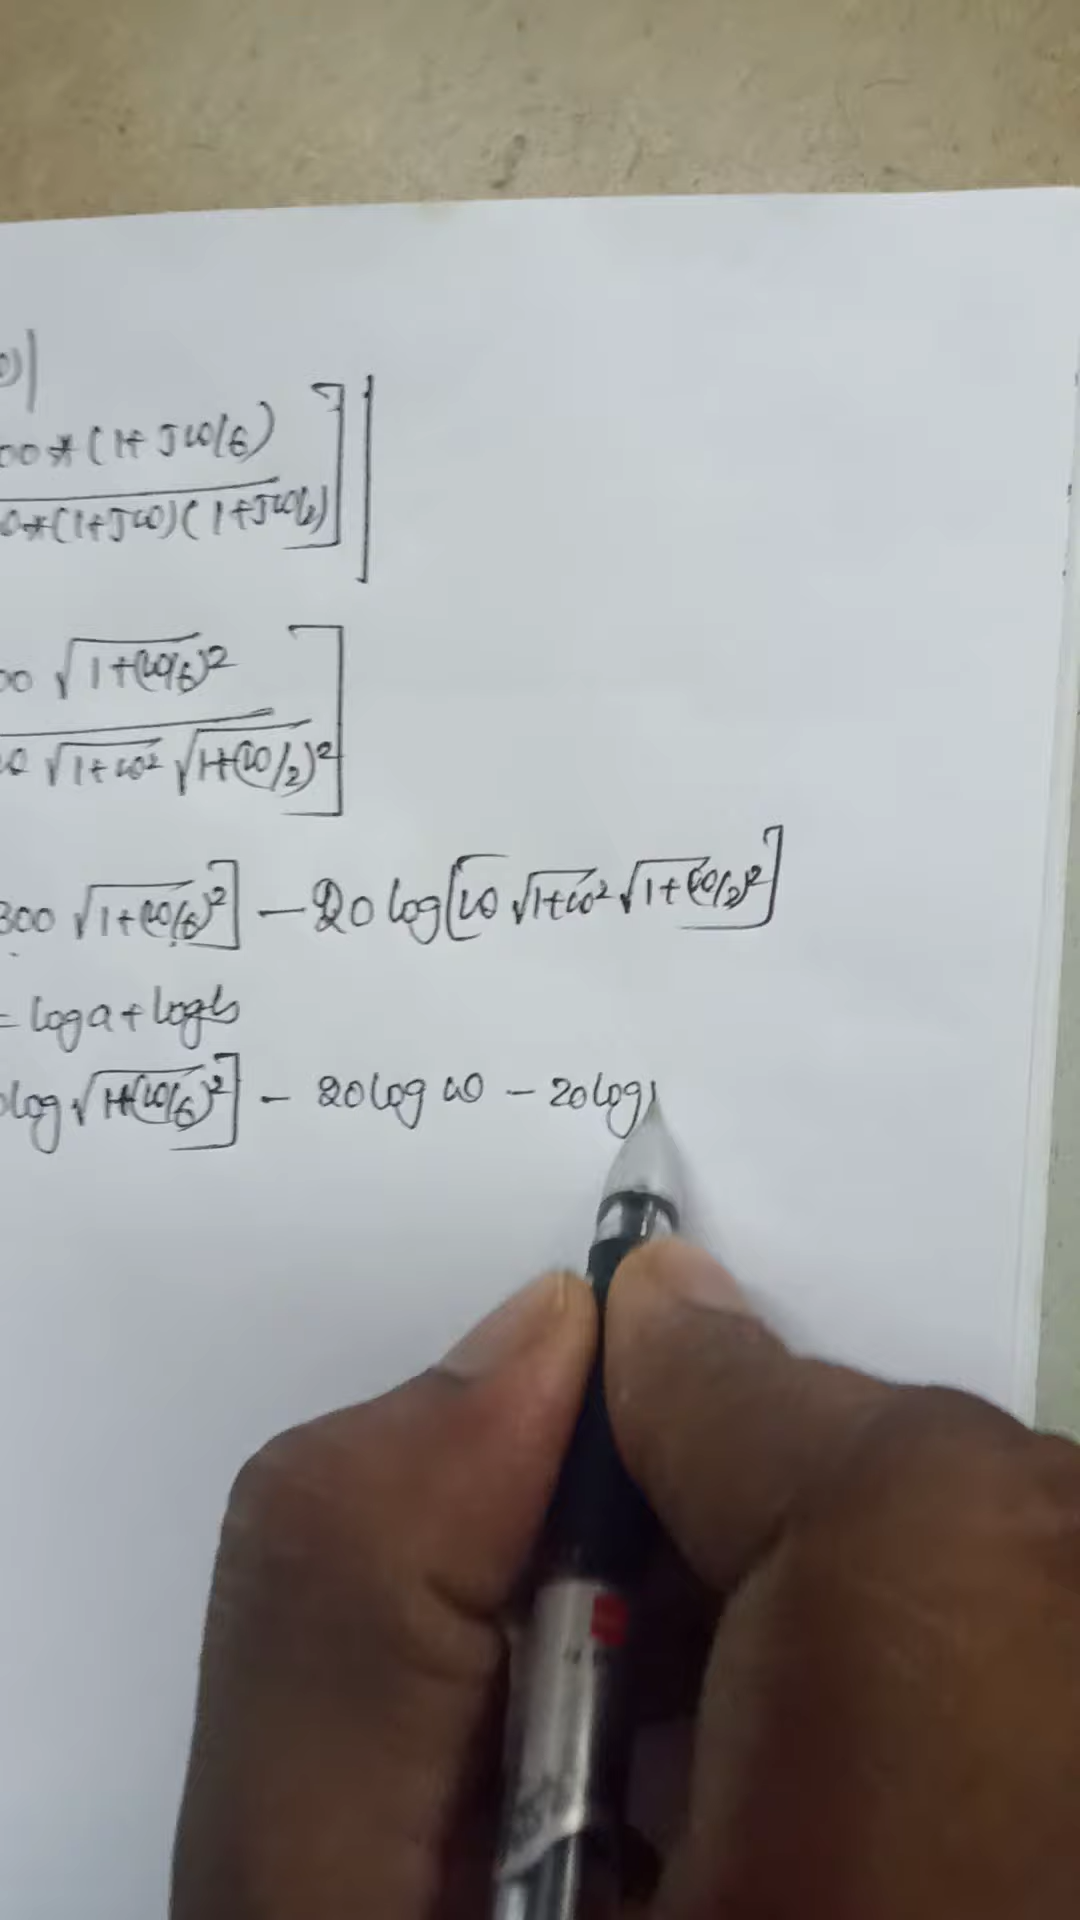 )|
00*(1+Jω/6)
*(1+Jω)(1+Jω/2)
00 √1+(ω/6)²
ω √1+ω² √1+(ω/2)²
300 √1+(ω/6)²] - 20 log[ω √1+ω² √1+(ω/2)²]
= log a + log b
log √1+(ω/6)²] - 20 log ω - 20 log